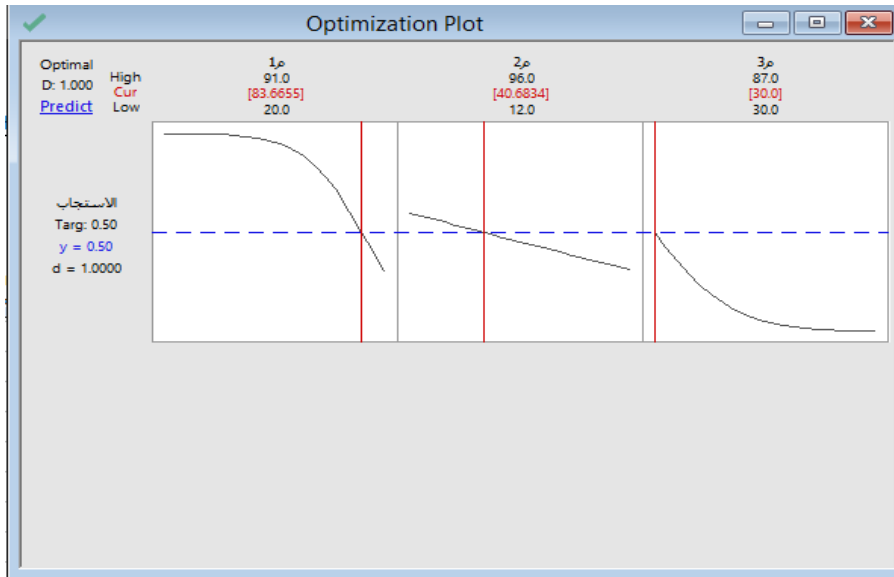 Optimization Plot
Optimal
D: 1.000
Predict
High
Cur
Low
م1
91.0
[83.6655]
20.0
م2
96.0
[40.6834]
12.0
م3
87.0
[30.0]
30.0
الاستجاب
Targ: 0.50
y = 0.50
d = 1.0000